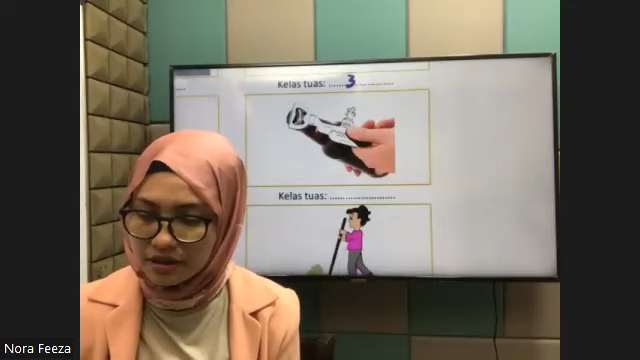 Kelas tuas: ......3..................
Kelas tuas: ............................
Nora Feeza